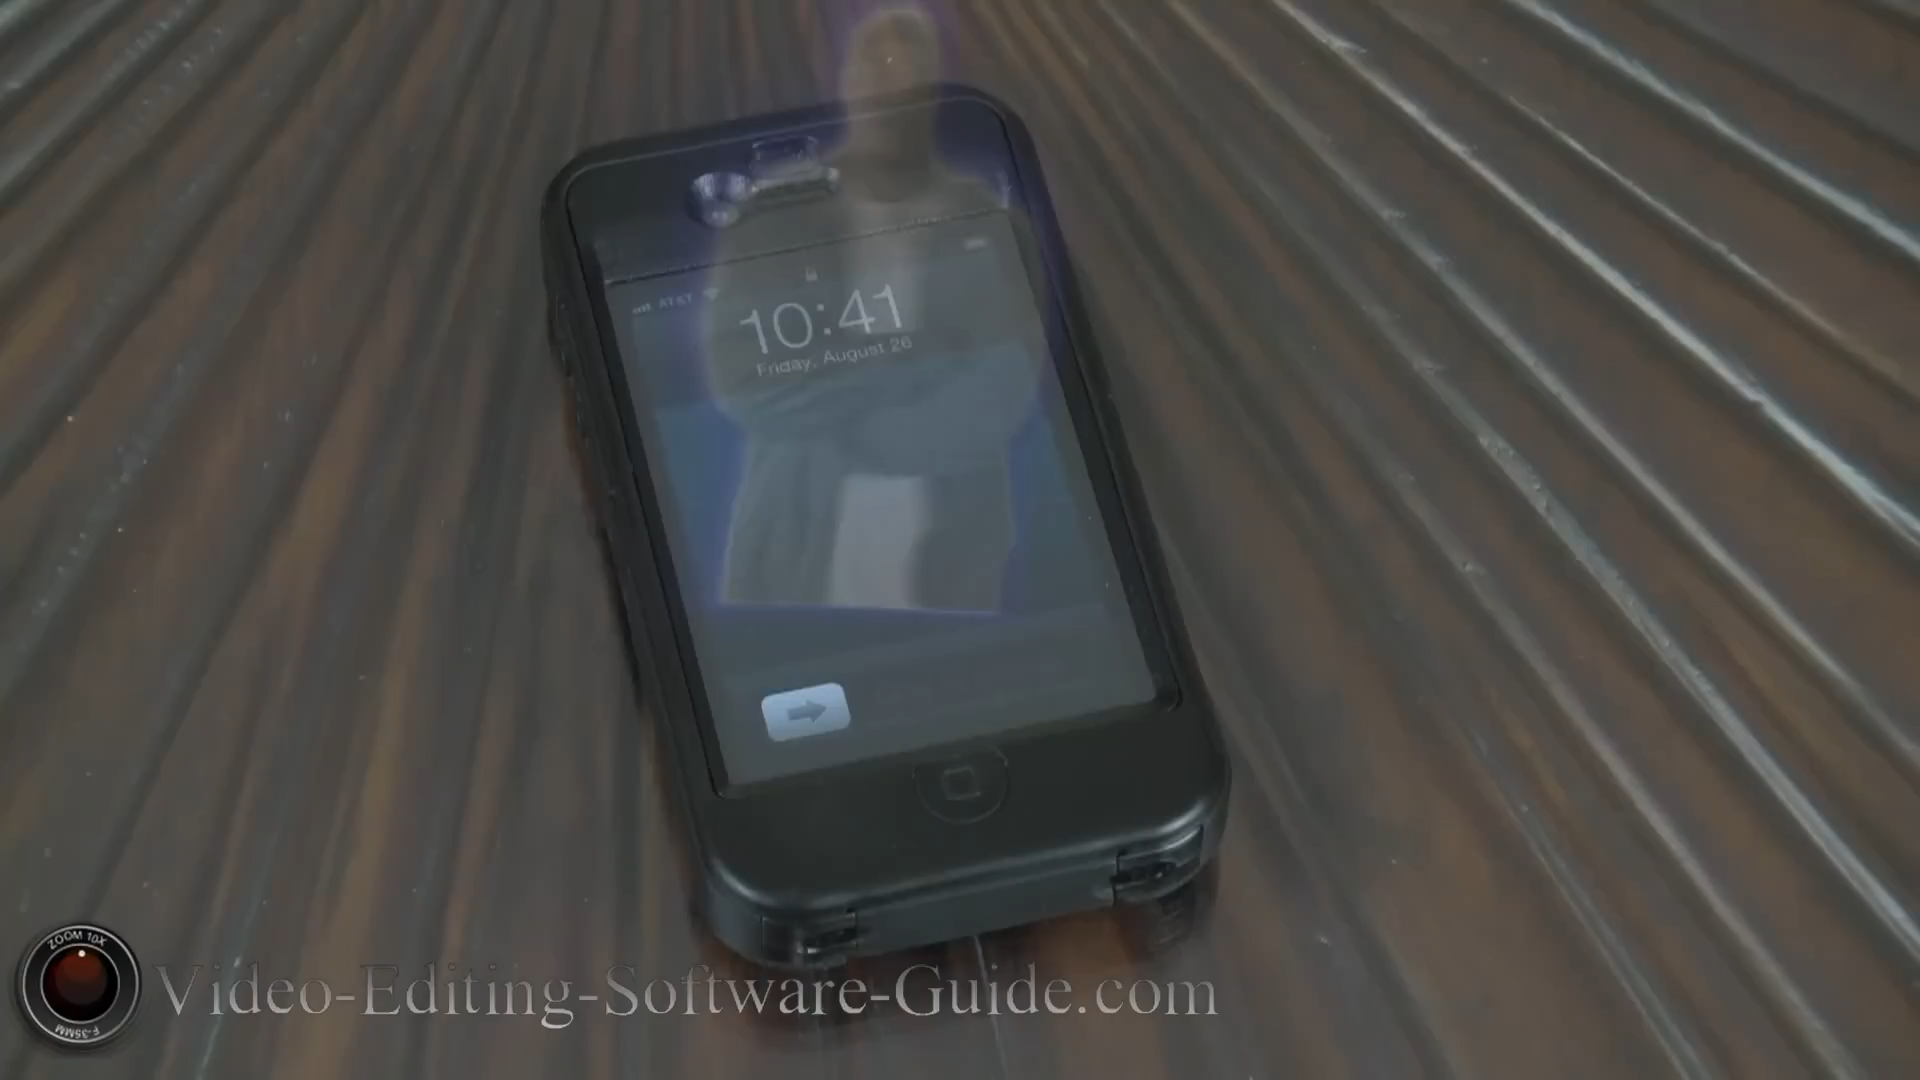 AT&T
10:41
Friday, August 26
ZOOM 10X
F-35MM
Video-Editing-Software-Guide.com